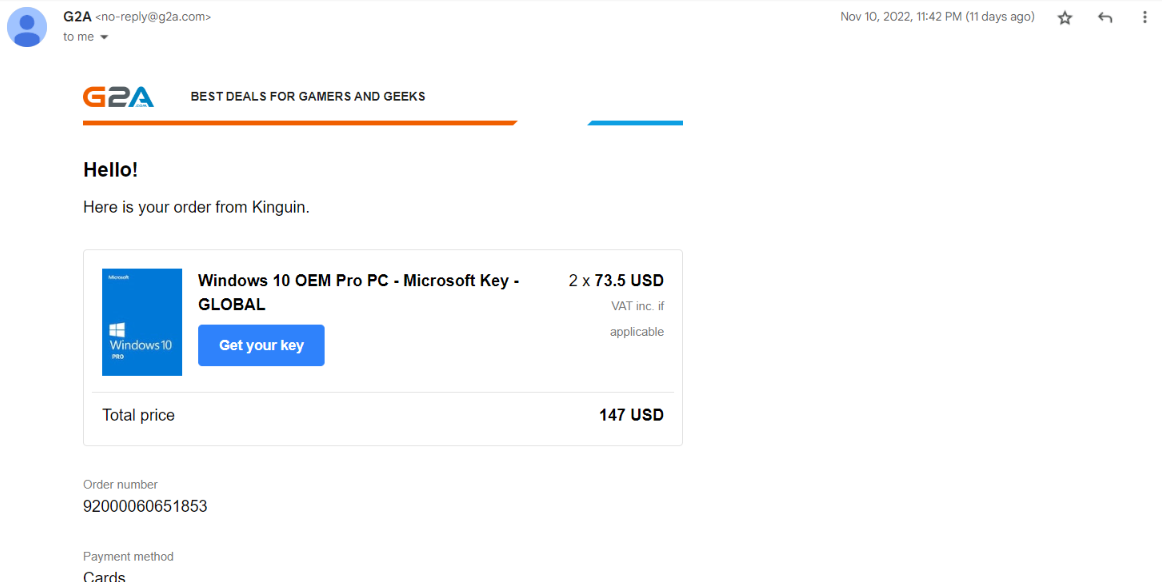 G2A <no-reply@g2a.com>
Nov 10, 2022, 11:42 PM (11 days ago)
to me
G2A.COM
BEST DEALS FOR GAMERS AND GEEKS
Hello!
Here is your order from Kinguin.
Microsoft
Windows 10
PRO
Windows 10 OEM Pro PC - Microsoft Key -
GLOBAL
Get your key
2 x 73.5 USD
VAT inc. if
applicable
Total price
147 USD
Order number
92000060651853
Payment method
Cards